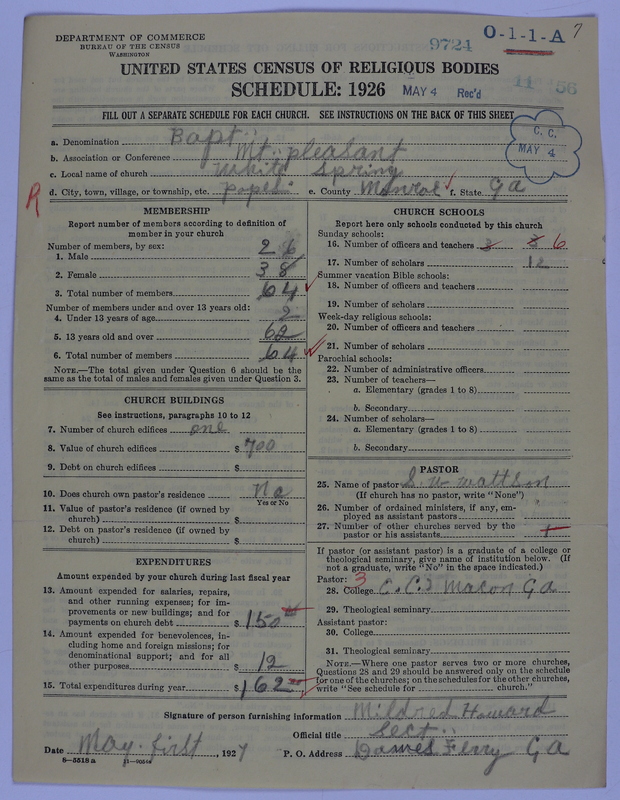 DEPARTMENT OF COMMERCE
BUREAU OF THE CENSUS
WASHINGTON
9724
O-1-1-A 7
UNITED STATES CENSUS OF RELIGIOUS BODIES
SCHEDULE: 1926 MAY 4 Rec'd 11 56
FILL OUT A SEPARATE SCHEDULE FOR EACH CHURCH. SEE INSTRUCTIONS ON THE BACK OF THIS SHEET
C. C.
MAY 4
a. Denomination Bapt
b. Association or Conference Mt. pleasant
c. Local name of church White Spring
R
d. City, town, village, or township, etc. popes e. County Monroe f. State Ga
MEMBERSHIP
Report number of members according to definition of
member in your church
Number of members, by sex:
1. Male 26
2. Female 38
3. Total number of members 64
Number of members under and over 13 years old:
4. Under 13 years of age 2
5. 13 years old and over 62
6. Total number of members 64
NOTE.—The total given under Question 6 should be the
same as the total of males and females given under Question 3.
CHURCH BUILDINGS
See instructions, paragraphs 10 to 12
7. Number of church edifices one
8. Value of church edifices $ 700
9. Debt on church edifices $
10. Does church own pastor's residence No
Yes or No
11. Value of pastor's residence (if owned by
church) $
12. Debt on pastor's residence (if owned by
church) $
EXPENDITURES
Amount expended by your church during last fiscal year
13. Amount expended for salaries, repairs,
and other running expenses; for im-
provements or new buildings; and for
payments on church debt $ 150
14. Amount expended for benevolences, in-
cluding home and foreign missions; for
denominational support; and for all
other purposes $ 12
15. Total expenditures during year $ 162
CHURCH SCHOOLS
Report here only schools conducted by this church
Sunday schools:
16. Number of officers and teachers 3 3 6
17. Number of scholars 12
Summer vacation Bible schools:
18. Number of officers and teachers
19. Number of scholars
Week-day religious schools:
20. Number of officers and teachers
21. Number of scholars
Parochial schools:
22. Number of administrative officers
23. Number of teachers—
a. Elementary (grades 1 to 8)
b. Secondary
24. Number of scholars—
a. Elementary (grades 1 to 8)
b. Secondary
PASTOR
25. Name of pastor S. W. Wattson
(If church has no pastor, write "None")
26. Number of ordained ministers, if any, em-
ployed as assistant pastors
27. Number of other churches served by the
pastor or his assistants 1
If pastor (or assistant pastor) is a graduate of a college or
theological seminary, give name of institution below. (If
not a graduate, write "No" in the space indicated.)
Pastor: 3
28. College C. C. Macon Ga
29. Theological seminary
Assistant pastor:
30. College
31. Theological seminary
NOTE.—Where one pastor serves two or more churches,
Questions 28 and 29 should be answered only on the schedule
for one of the churches; on the schedules for the other churches,
write "See schedule for church."
Signature of person furnishing information Mildred Howard
Official title Sect.
Date May first, 1927 P. O. Address Dames Ferry Ga
8-5518a 11-9054